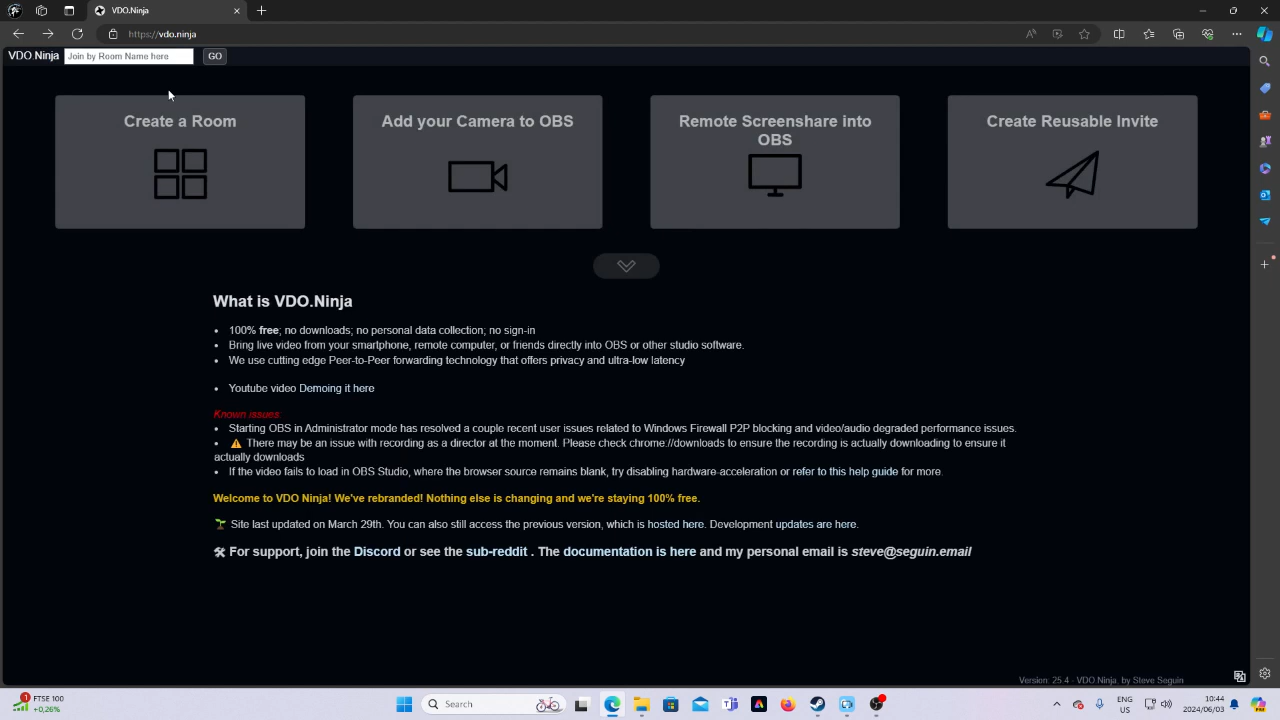 VDO.Ninja
https://vdo.ninja
VDO.Ninja Join by Room Name here GO
Create a Room
Add your Camera to OBS
Remote Screenshare into
OBS
Create Reusable Invite
What is VDO.Ninja
100% free; no downloads; no personal data collection; no sign-in
Bring live video from your smartphone, remote computer, or friends directly into OBS or other studio software.
We use cutting edge Peer-to-Peer forwarding technology that offers privacy and ultra-low latency
Youtube video Demoing it here
Known issues:
Starting OBS in Administrator mode has resolved a couple recent user issues related to Windows Firewall P2P blocking and video/audio degraded performance issues.
⚠ There may be an issue with recording as a director at the moment. Please check chrome://downloads to ensure the recording is actually downloading to ensure it
actually downloads
If the video fails to load in OBS Studio, where the browser source remains blank, try disabling hardware-acceleration or refer to this help guide for more.
Welcome to VDO Ninja! We've rebranded! Nothing else is changing and we're staying 100% free.
Site last updated on March 29th. You can also still access the previous version, which is hosted here. Development updates are here.
🛠 For support, join the Discord or see the sub-reddit . The documentation is here and my personal email is steve@seguin.email
Version: 25.4 - VDO.Ninja, by Steve Seguin
1 FTSE 100
+0,26%
Search
ENG
US
10:44
2024/06/03